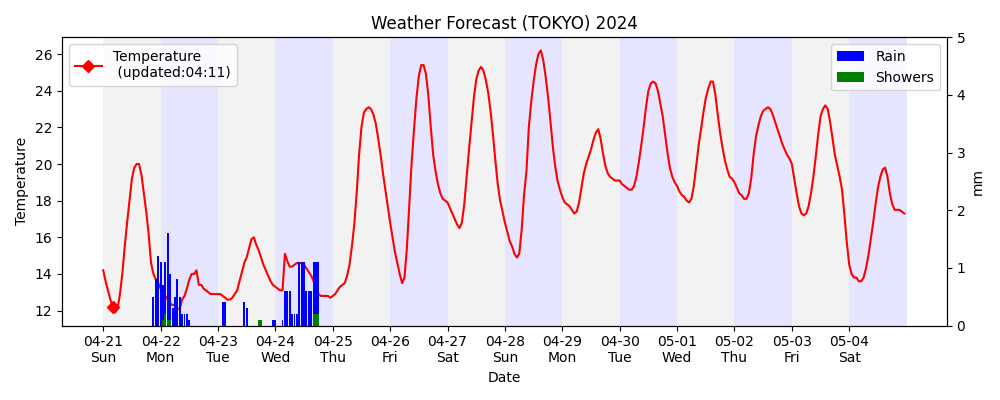 Weather Forecast (TOKYO) 2024
Temperature
(updated:04:11)
Rain
Showers
26
24
22
20
18
16
14
12
Temperature
5
4
3
2
1
0
mm
04-21 04-22 04-23 04-24 04-25 04-26 04-27 04-28 04-29 04-30 05-01 05-02 05-03 05-04
Sun Mon Tue Wed Thu Fri Sat Sun Mon Tue Wed Thu Fri Sat
Date